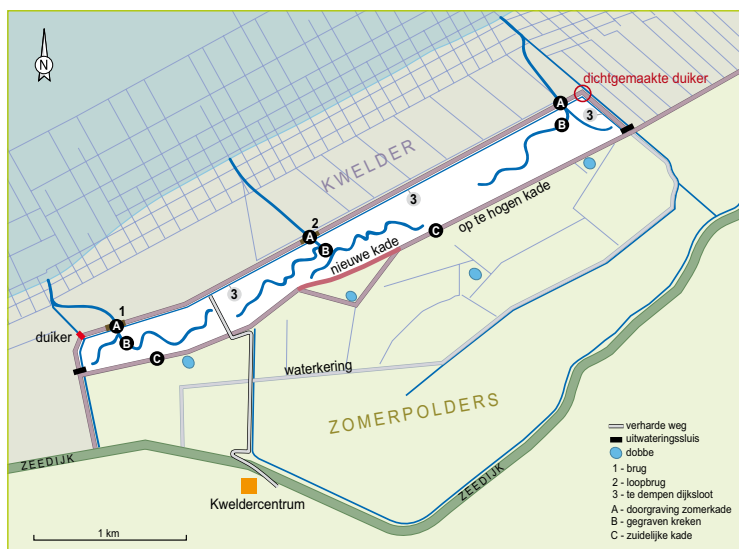 N
dichtgemaakte duiker
A
3
B
KWELDER
3
2
A
B
C
op te hogen kade
nieuwe kade
3
1
A
duiker
B
C
waterkering
ZOMERPOLDERS
ZEEDIJK
ZEEDIJK
Kweldercentrum
1 km
verharde weg
uitwateringssluis
dobbe
1 - brug
2 - loopbrug
3 - te dempen dijksloot
A - doorgraving zomerkade
B - gegraven kreken
C - zuidelijke kade